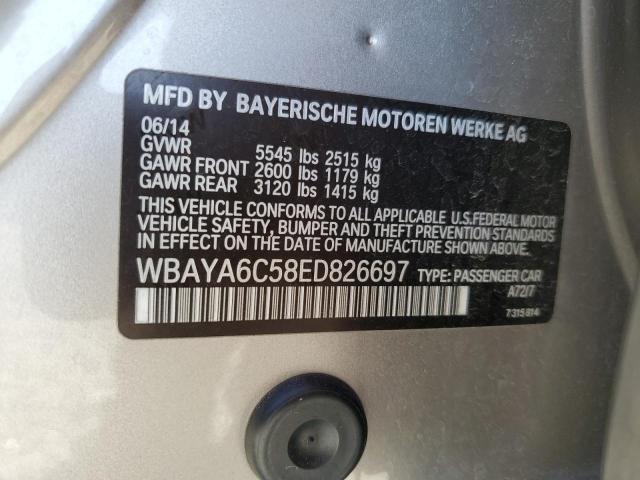 MFD BY BAYERISCHE MOTOREN WERKE AG
06/14
GVWR 5545 lbs 2515 kg
GAWR FRONT 2600 lbs 1179 kg
GAWR REAR 3120 lbs 1415 kg
THIS VEHICLE CONFORMS TO ALL APPLICABLE U.S.FEDERAL MOTOR
VEHICLE SAFETY, BUMPER AND THEFT PREVENTION STANDARDS
IN EFFECT ON THE DATE OF MANUFACTURE SHOWN ABOVE.
WBAYA6C58ED826697 TYPE: PASSENGER CAR
A72/7
7 315 814